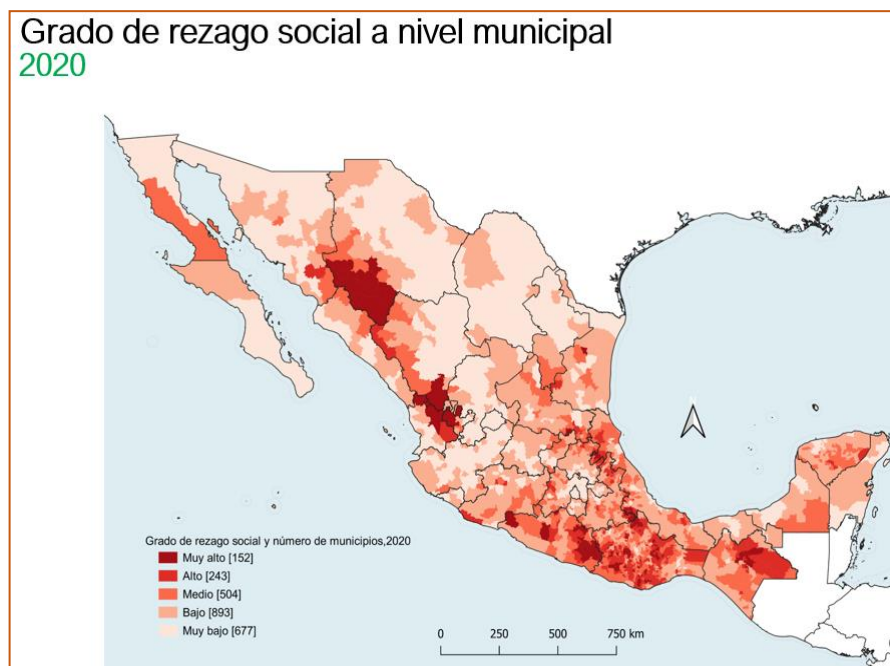 Grado de rezago social a nivel municipal
2020
Grado de rezago social y número de municipios,2020
Muy alto [152]
Alto [243]
Medio [504]
Bajo [893]
Muy bajo [677]
0 250 500 750 km